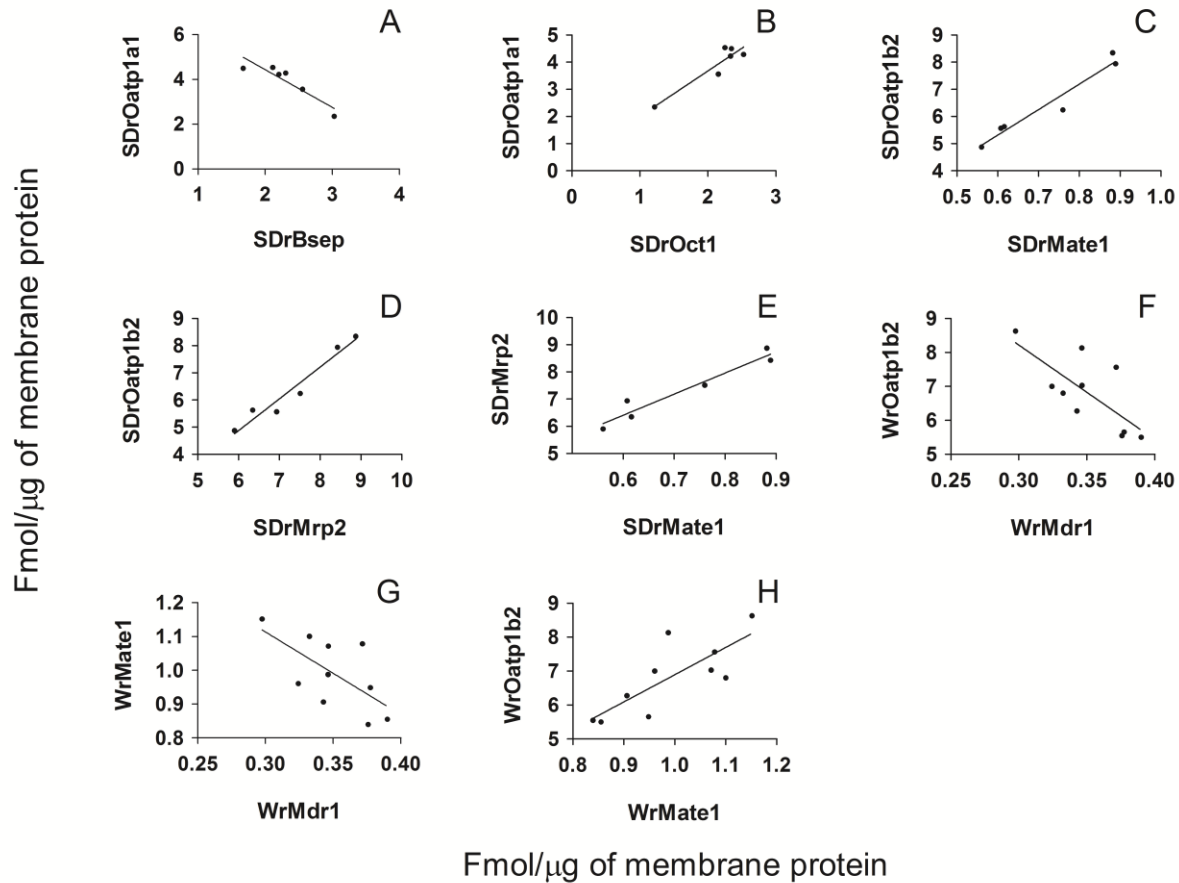 Fmol/μg of membrane protein
A
SDrOatp1a1
6
4
2
0
1 2 3 4
SDrBsep
B
SDrOatp1a1
5
4
3
2
1
0
0 1 2 3
SDrOct1
C
SDrOatp1b2
9
8
7
6
5
4
0.5 0.6 0.7 0.8 0.9 1.0
SDrMate1
D
SDrOatp1b2
9
8
7
6
5
4
5 6 7 8 9 10
SDrMrp2
E
SDrMrp2
10
9
8
7
6
5
0.6 0.7 0.8 0.9
SDrMate1
F
WrOatp1b2
9
8
7
6
5
0.25 0.30 0.35 0.40
WrMdr1
G
WrMate1
1.2
1.1
1.0
0.9
0.8
0.25 0.30 0.35 0.40
WrMdr1
H
WrOatp1b2
9
8
7
6
5
0.8 0.9 1.0 1.1 1.2
WrMate1
Fmol/μg of membrane protein